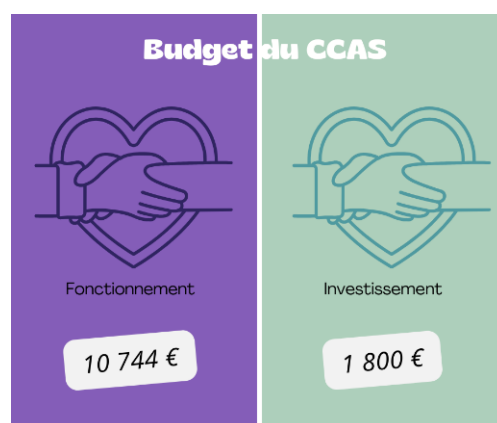 Budget du CCAS
Fonctionnement
Investissement
10 744 €
1 800 €